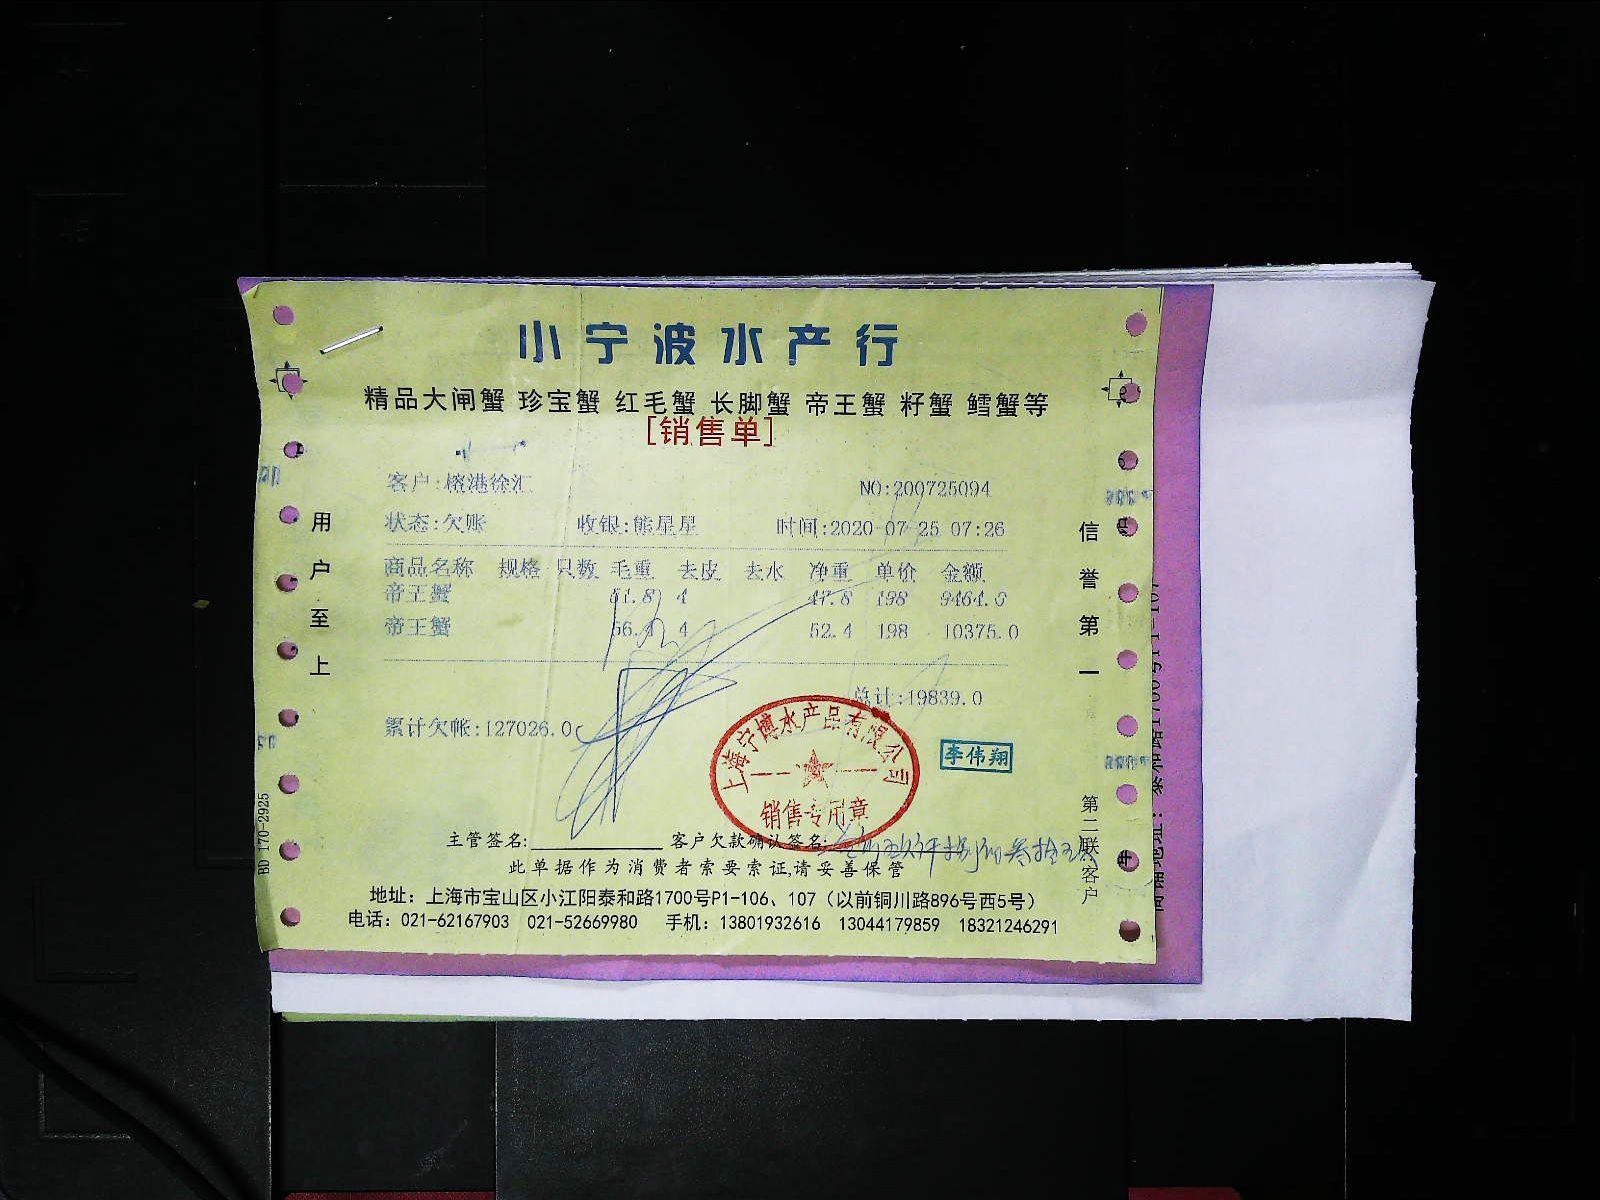 小宁波水产行
精品大闸蟹 珍宝蟹 红毛蟹 长脚蟹 帝王蟹 籽蟹 鳕蟹等
[销售单]
客户:榕港徐汇 NO:200725094
状态:欠账 收银:熊星星 时间:2020-07-25 07:26
商品名称 规格 只数 毛重 去皮 去水 净重 单价 金额
帝王蟹 51.8 4 47.8 198 9464.0
帝王蟹 56.4 4 52.4 198 10375.0
总计:19839.0
累计欠帐:127026.0
上海宁博水产品有限公司
销售专用章
李伟翔
主管签名: 客户欠款确认签名:
此单据作为消费者索要索证,请妥善保管
地址：上海市宝山区小江阳泰和路1700号P1-106、107（以前铜川路896号西5号）
电话：021-62167903 021-52669980 手机：13801932616 13044179859 18321246291
用户至上
信誉第一
第二联客户
BD 170-2925